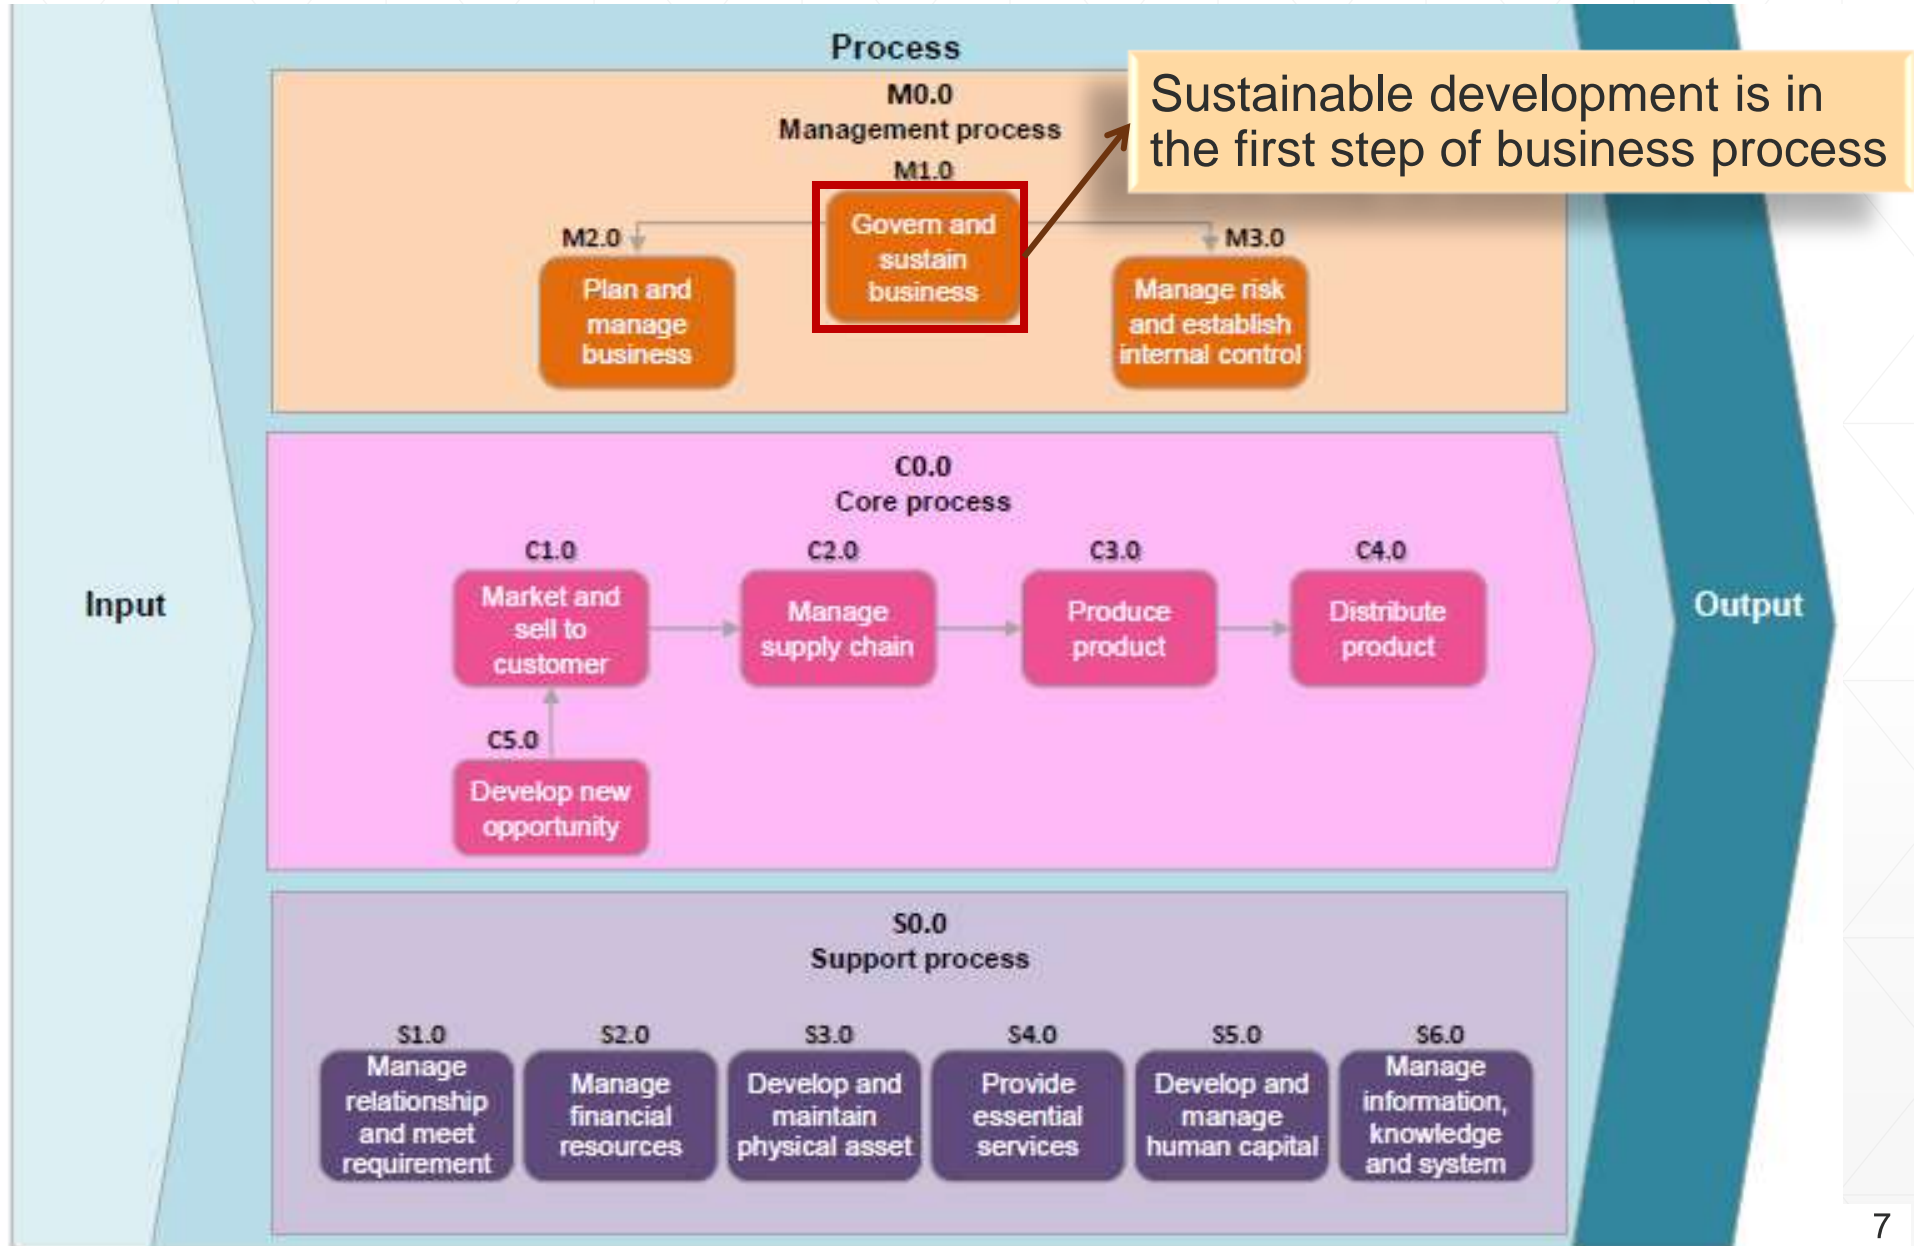 Process
M0.0
Management process
Sustainable development is in
the first step of business process
M1.0
Govern and
sustain
business
M2.0
Plan and
manage
business
M3.0
Manage risk
and establish
internal control
Input
C0.0
Core process
C1.0
Market and
sell to
customer
C2.0
Manage
supply chain
C3.0
Produce
product
C4.0
Distribute
product
C5.0
Develop new
opportunity
Output
S0.0
Support process
S1.0
Manage
relationship
and meet
requirement
S2.0
Manage
financial
resources
S3.0
Develop and
maintain
physical asset
S4.0
Provide
essential
services
S5.0
Develop and
manage
human capital
S6.0
Manage
information,
knowledge
and system
7